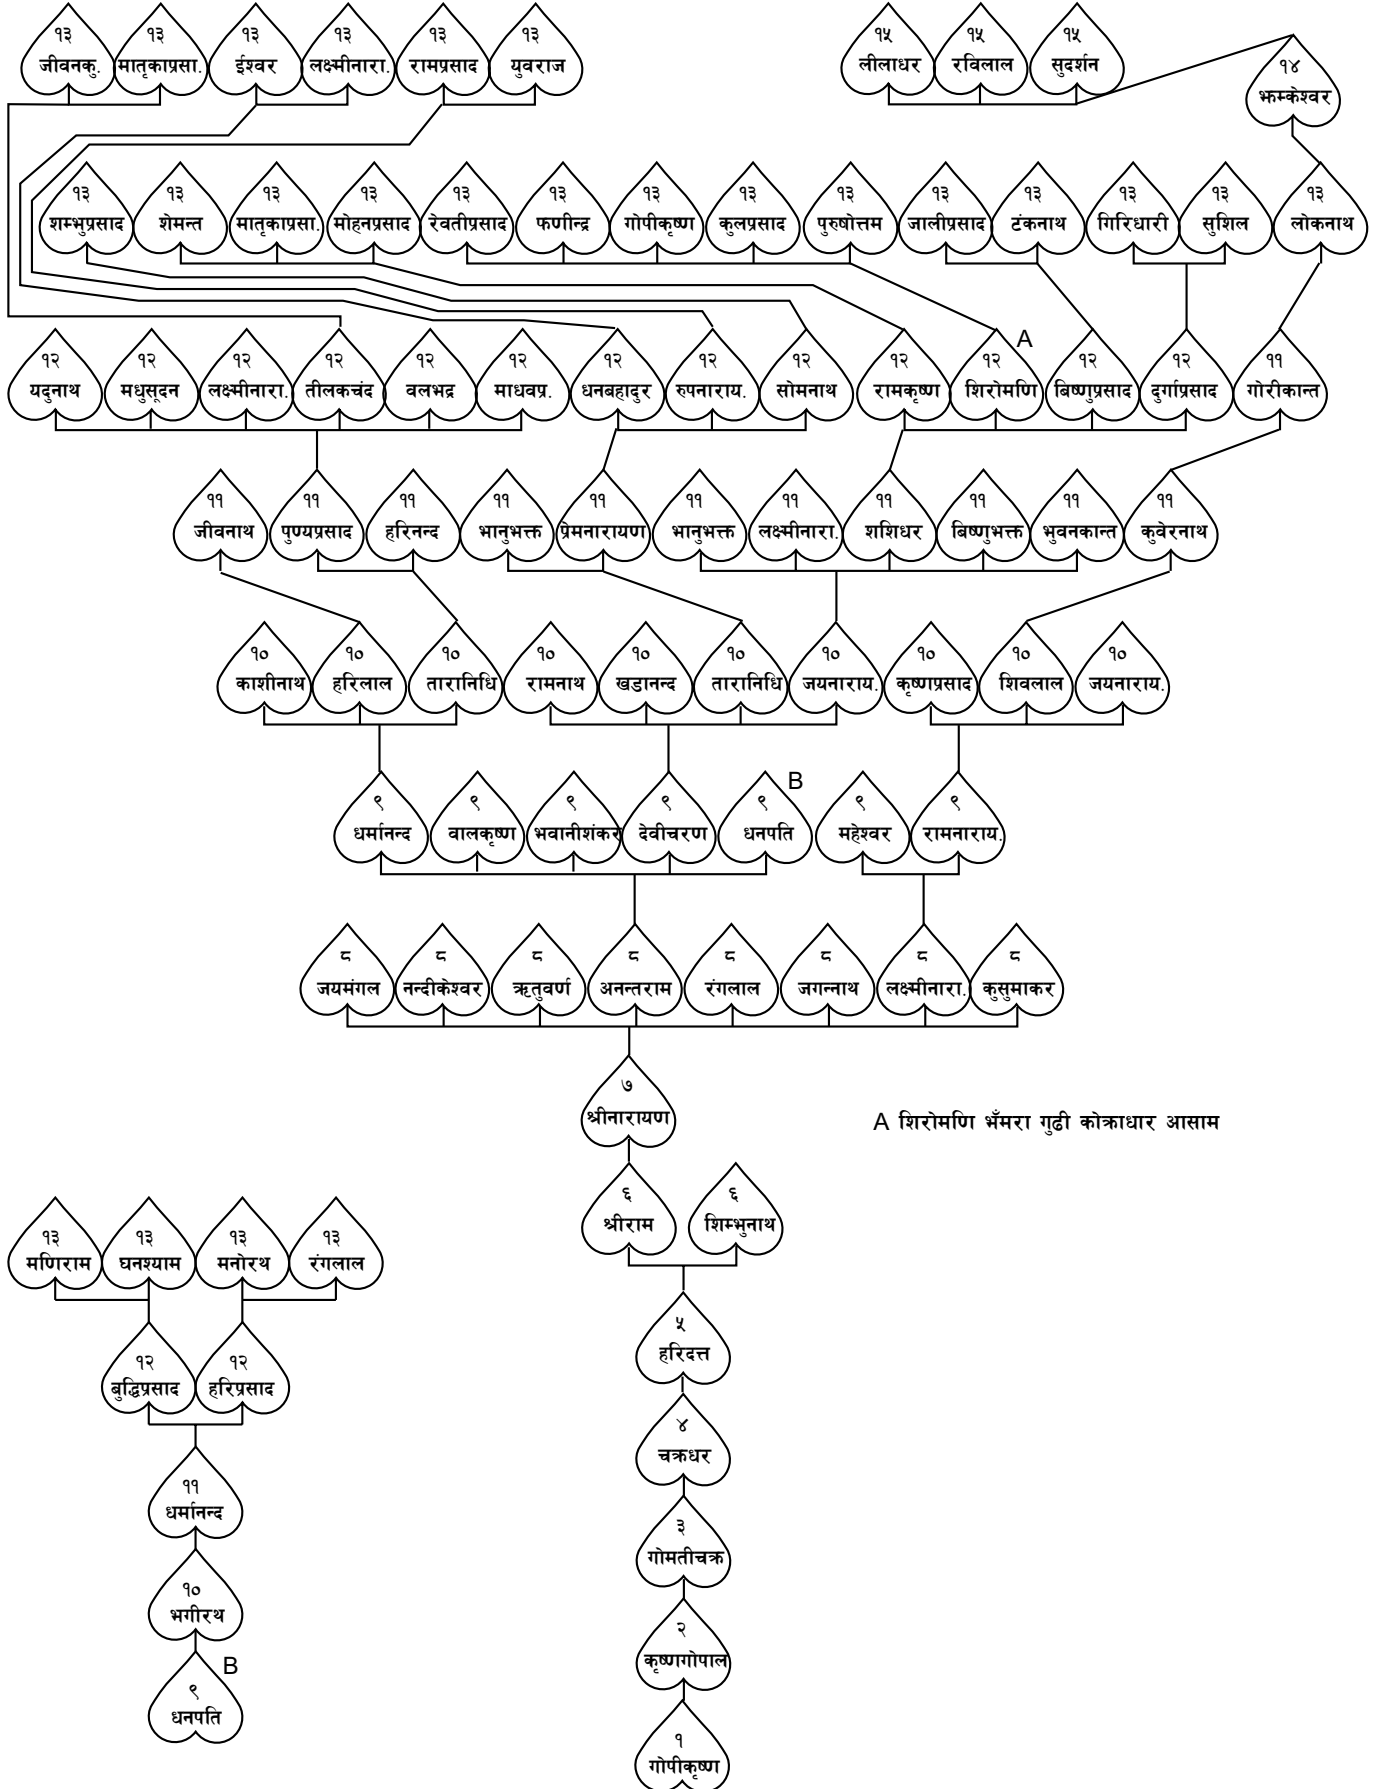 १३ १३ १३ १३ १३ १३ १५ १५ १५
जीवनकु. मातृकाप्रसा. ईश्वर लक्ष्मीनारा. रामप्रसाद युवराज लीलाधर रविलाल सुदर्शन
१४
झम्केश्वर
१३ १३ १३ १३ १३ १३ १३ १३ १३ १३ १३ १३ १३ १३
शम्भुप्रसाद शेमन्त मातृकाप्रसा. मोहनप्रसाद रेवतीप्रसाद फणीन्द्र गोपीकृष्ण कुलप्रसाद पुरुषोत्तम जालीप्रसाद टंकनाथ गिरिधारी सुशिल लोकनाथ
A
१२ १२ १२ १२ १२ १२ १२ १२ १२ १२ १२ १२ १२ ११
यदुनाथ मधुसूदन लक्ष्मीनारा. तीलकचंद वलभद्र माधवप्र. धनबहादुर रुपनाराय. सोमनाथ रामकृष्ण शिरोमणि बिष्णुप्रसाद दुर्गाप्रसाद गोरीकान्त
११ ११ ११ ११ ११ ११ ११ ११ ११ ११ ११
जीवनाथ पुण्यप्रसाद हरिनन्द भानुभक्त प्रेमनारायण भानुभक्त लक्ष्मीनारा. शशिधर बिष्णुभक्त भुवनकान्त कुवेरनाथ
१० १० १० १० १० १० १० १० १० १०
काशीनाथ हरिलाल तारानिधि रामनाथ खडानन्द तारानिधि जयनाराय. कृष्णप्रसाद शिवलाल जयनाराय.
B
९ ९ ९ ९ ९ ९ ९
धर्मानन्द वालकृष्ण भवानीशंकर देवीचरण धनपति महेश्वर रामनाराय.
८ ८ ८ ८ ८ ८ ८ ८
जयमंगल नन्दीकेश्वर ऋतुवर्ण अनन्तराम रंगलाल जगन्नाथ लक्ष्मीनारा. कुसुमाकर
७
श्रीनारायण
A शिरोमणि भँमरा गुढी कोक्राधार आसाम
६ ६
श्रीराम शिम्भुनाथ
१३ १३ १३ १३
मणिराम घनश्याम मनोरथ रंगलाल
५
हरिदत्त
१२ १२
बुद्धिप्रसाद हरिप्रसाद
४
चक्रधर
११
धर्मानन्द
३
गोमतीचक्र
१०
भगीरथ
२
कृष्णगोपाल
B
९
धनपति
१
गोपीकृष्ण